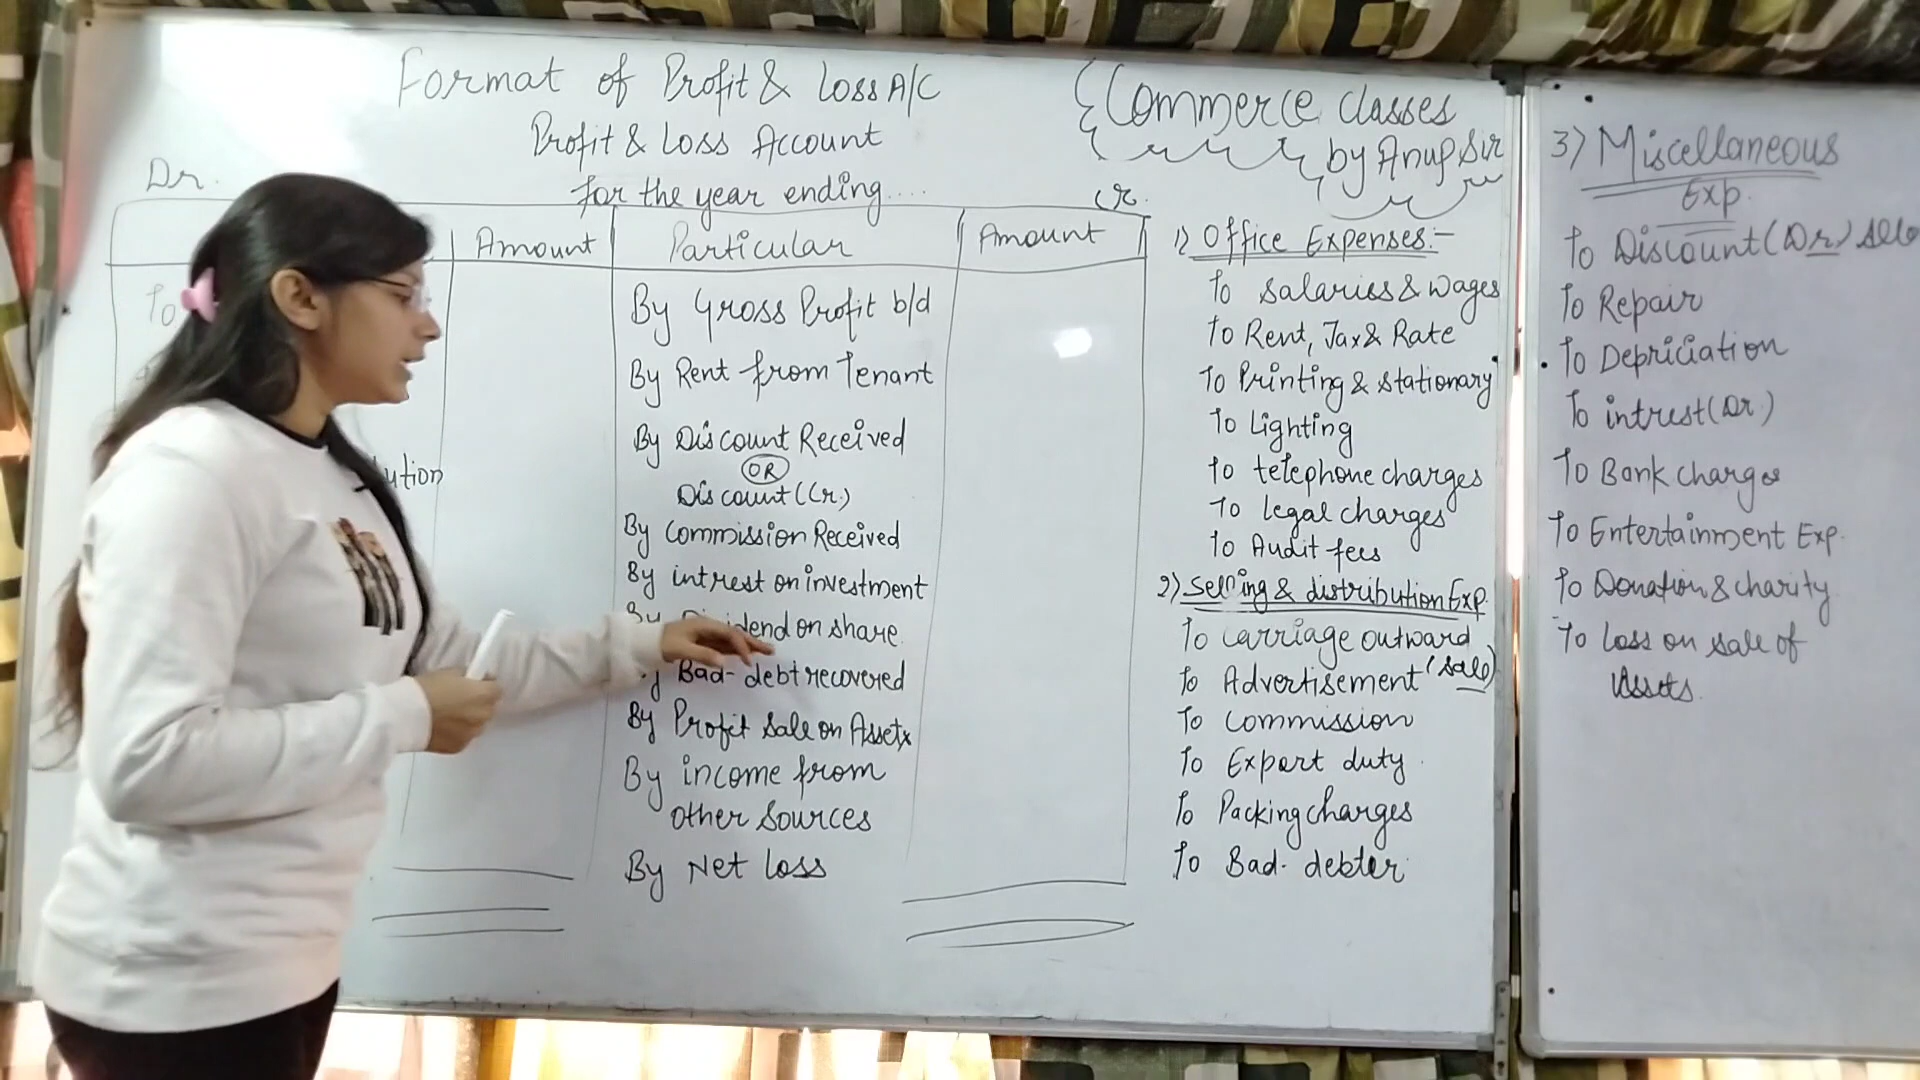 Format of Profit & Loss A/C
Profit & Loss Account
for the year ending....
Dr.
Cr.
Amount
Particular
Amount
To
ution
By Gross Profit b/d
By Rent from Tenant
By Discount Received
OR
Discount (Cr.)
By Commission Received
By intrest on investment
By Dividend on share
Bad-debt recovered
By Profit Sale on Assets
By income from
other Sources
By Net loss
Commerce classes
by Anup Sir
1) Office Expenses:-
To Salaries & Wages
To Rent, Tax & Rate
To Printing & Stationary
To Lighting
To telephone charges
To legal charges
To Audit fees
2) Selling & distribution Exp.
To Carriage outward
To Advertisement (Sale)
To Commission
To Export duty
To Packing charges
To Bad-debter
3) Miscellaneous
Exp.
To Discount (Dr.)
To Repair
To Depriciation
To intrest (Dr.)
To Bank charges
To Entertainment Exp.
To Donation & charity
To Loss on sale of
Assets.